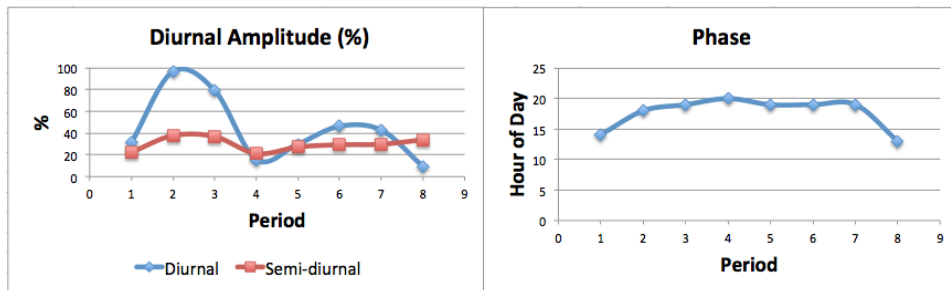 Diurnal Amplitude (%)
%
100
80
60
40
20
0
0 1 2 3 4 5 6 7 8 9
Period
Diurnal Semi-diurnal
Phase
Hour of Day
25
20
15
10
5
0
0 1 2 3 4 5 6 7 8 9
Period